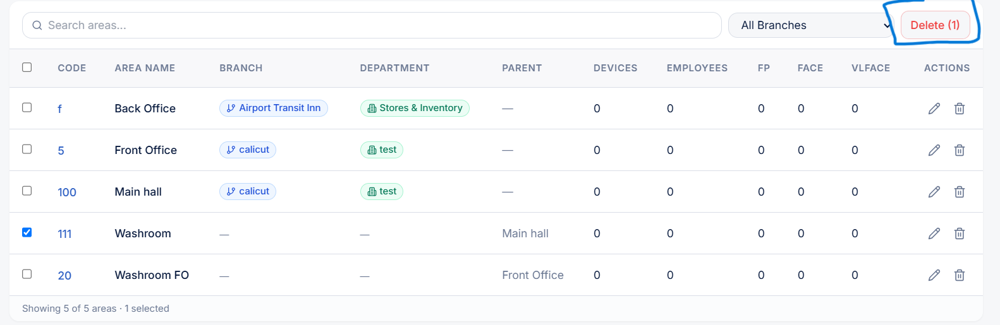 Search areas... All Branches Delete (1)
CODE AREA NAME BRANCH DEPARTMENT PARENT DEVICES EMPLOYEES FP FACE VLFACE ACTIONS
f Back Office Airport Transit Inn Stores & Inventory — 0 0 0 0 0
5 Front Office calicut test — 0 0 0 0 0
100 Main hall calicut test — 0 0 0 0 0
111 Washroom — — Main hall 0 0 0 0 0
20 Washroom FO — — Front Office 0 0 0 0 0
Showing 5 of 5 areas · 1 selected